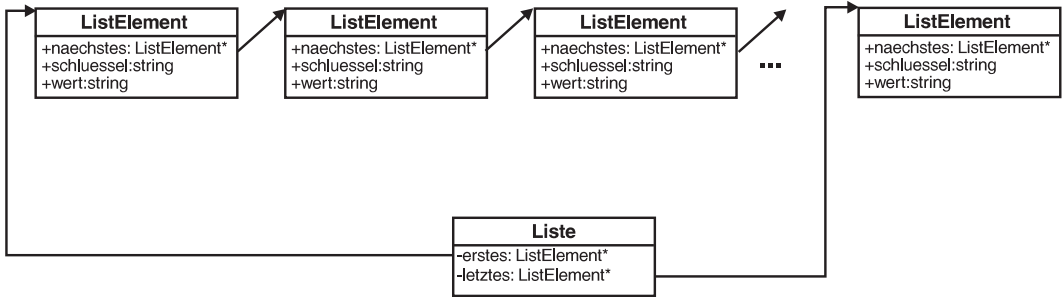 ListElement
+naechstes: ListElement*
+schluessel:string
+wert:string
ListElement
+naechstes: ListElement*
+schluessel:string
+wert:string
ListElement
+naechstes: ListElement*
+schluessel:string
+wert:string
...
ListElement
+naechstes: ListElement*
+schluessel:string
+wert:string
Liste
-erstes: ListElement*
-letztes: ListElement*